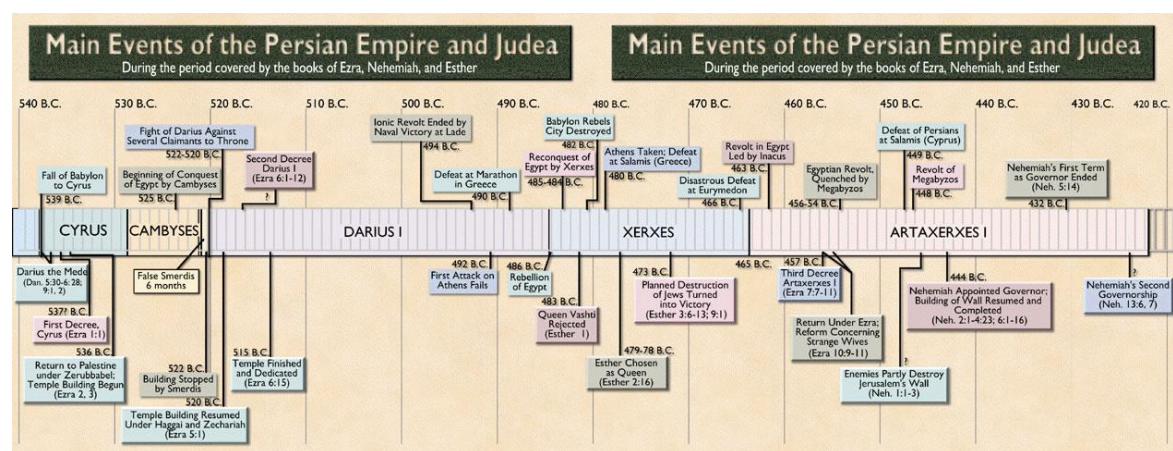 Main Events of the Persian Empire and Judea
During the period covered by the books of Ezra, Nehemiah, and Esther
Main Events of the Persian Empire and Judea
During the period covered by the books of Ezra, Nehemiah, and Esther
540 B.C.
530 B.C.
520 B.C.
510 B.C.
500 B.C.
490 B.C.
480 B.C.
470 B.C.
460 B.C.
450 B.C.
440 B.C.
430 B.C.
420 B.C.
Fall of Babylon
to Cyrus
539 B.C.
Fight of Darius Against
Several Claimants to Throne
522-520 B.C.
Beginning of Conquest
of Egypt by Cambyses
525 B.C.
Second Decree
Darius I
(Ezra 6:1-12)
?
Ionic Revolt Ended by
Naval Victory at Lade
494 B.C.
Defeat at Marathon
in Greece
490 B.C.
Babylon Rebels
City Destroyed
482 B.C.
Reconquest of
Egypt by Xerxes
485-484 B.C.
Athens Taken; Defeat
at Salamis (Greece)
480 B.C.
Disastrous Defeat
at Eurymedon
466 B.C.
Revolt in Egypt
Led by Inacus
463 B.C.
Egyptian Revolt,
Quenched by
Megabyzos
456-54 B.C.
Defeat of Persians
at Salamis (Cyprus)
449 B.C.
Revolt of
Megabyzos
448 B.C.
Nehemiah's First Term
as Governor Ended
(Neh. 5:14)
432 B.C.
CYRUS
CAMBYSES
DARIUS I
XERXES
ARTAXERXES I
Darius the Mede
(Dan. 5:30-6:28;
9:1, 2)
537? B.C.
First Decree,
Cyrus (Ezra 1:1)
536 B.C.
Return to Palestine
under Zerubbabel;
Temple Building Begun
(Ezra 2, 3)
False Smerdis
6 months
522 B.C.
Building Stopped
by Smerdis
520 B.C.
Temple Building Resumed
Under Haggai and Zechariah
(Ezra 5:1)
515 B.C.
Temple Finished
and Dedicated
(Ezra 6:15)
492 B.C.
First Attack on
Athens Fails
486 B.C.
Rebellion
of Egypt
483 B.C.
Queen Vashti
Rejected
(Esther 1)
479-78 B.C.
Esther Chosen
as Queen
(Esther 2:16)
473 B.C.
Planned Destruction
of Jews Turned
into Victory
(Esther 3:6-13; 9:1)
465 B.C.
457 B.C.
Third Decree
Artaxerxes I
(Ezra 7:7-11)
Return Under Ezra;
Reform Concerning
Strange Wives
(Ezra 10:9-11)
?
Enemies Partly Destroy
Jerusalem's Wall
(Neh. 1:1-3)
444 B.C.
Nehemiah Appointed Governor;
Building of Wall Resumed and
Completed
(Neh. 2:1-4:23; 6:1-16)
?
Nehemiah's Second
Governorship
(Neh. 13:6, 7)